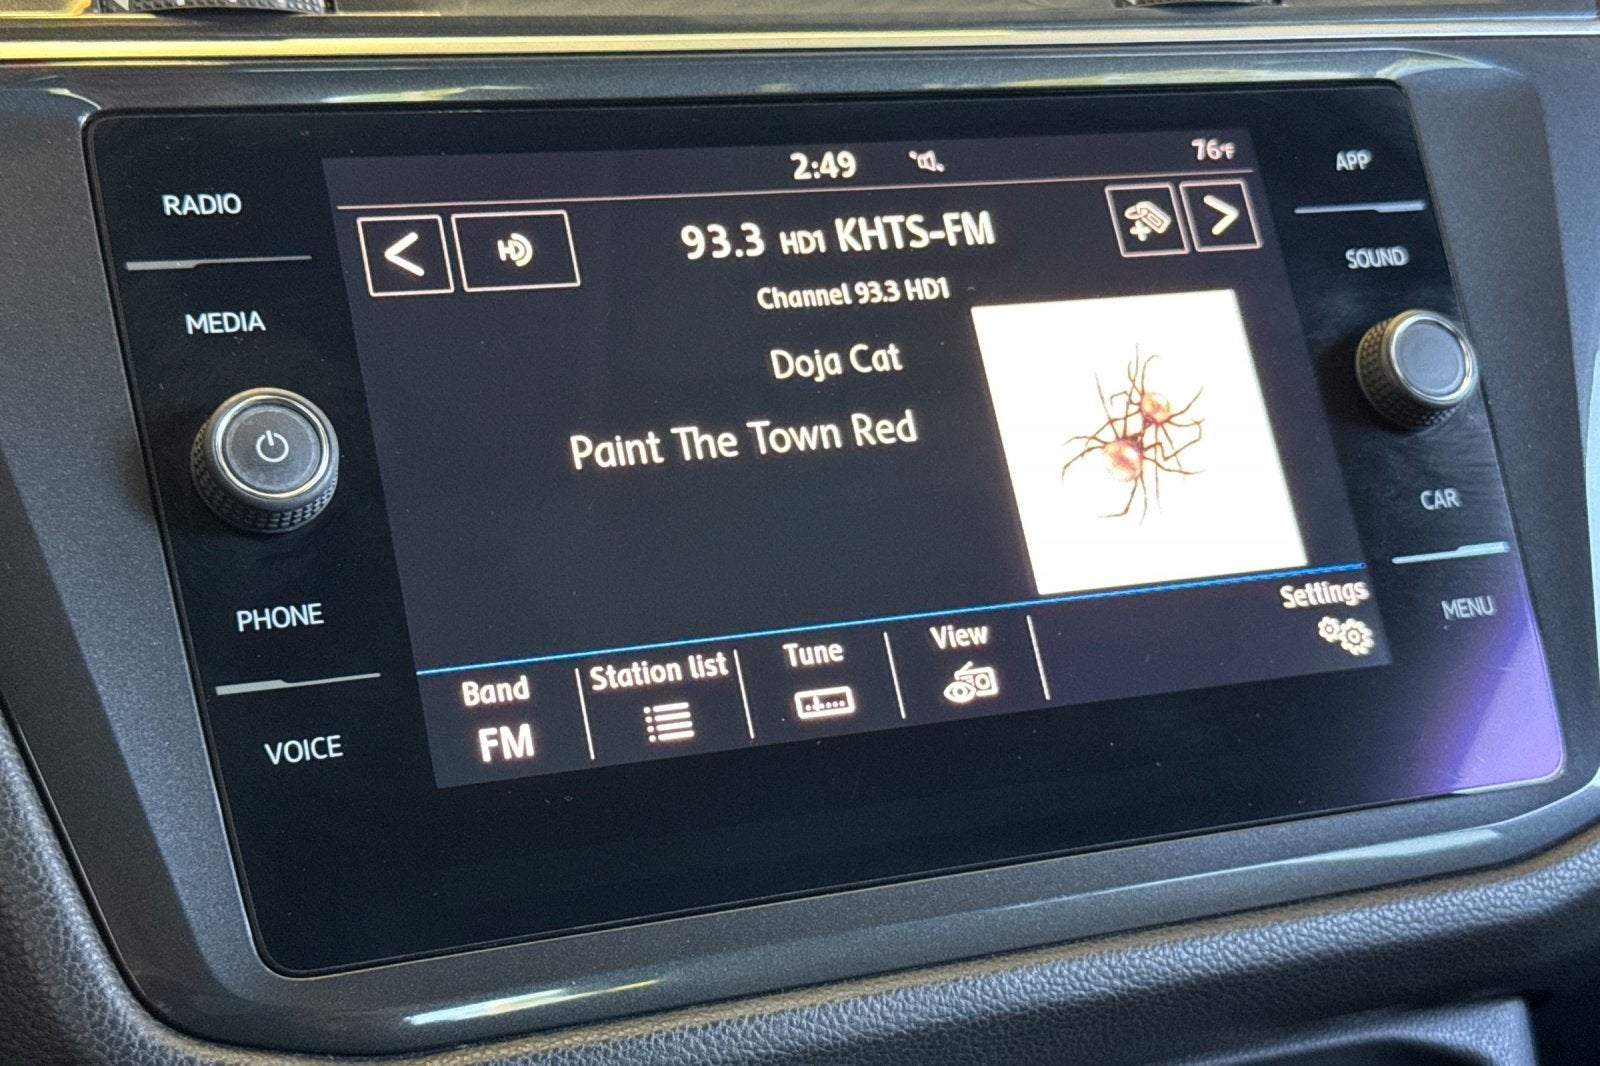 2:49
76°F
RADIO
MEDIA
PHONE
VOICE
HD
93.3 HD1 KHTS-FM
Channel 93.3 HD1
Doja Cat
Paint The Town Red
Band
FM
Station list
Tune
View
Settings
APP
SOUND
CAR
MENU